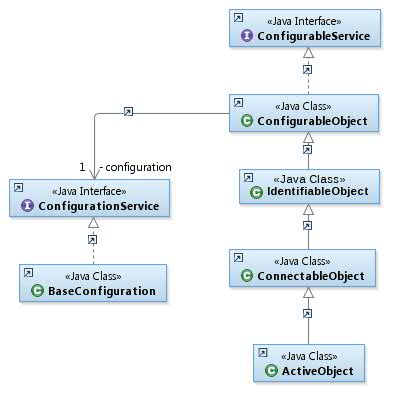 «Java Interface»
ConfigurableService
«Java Class»
ConfigurableObject
1 - configuration
«Java Interface»
ConfigurationService
«Java Class»
IdentifiableObject
«Java Class»
ConnectableObject
«Java Class»
BaseConfiguration
«Java Class»
ActiveObject